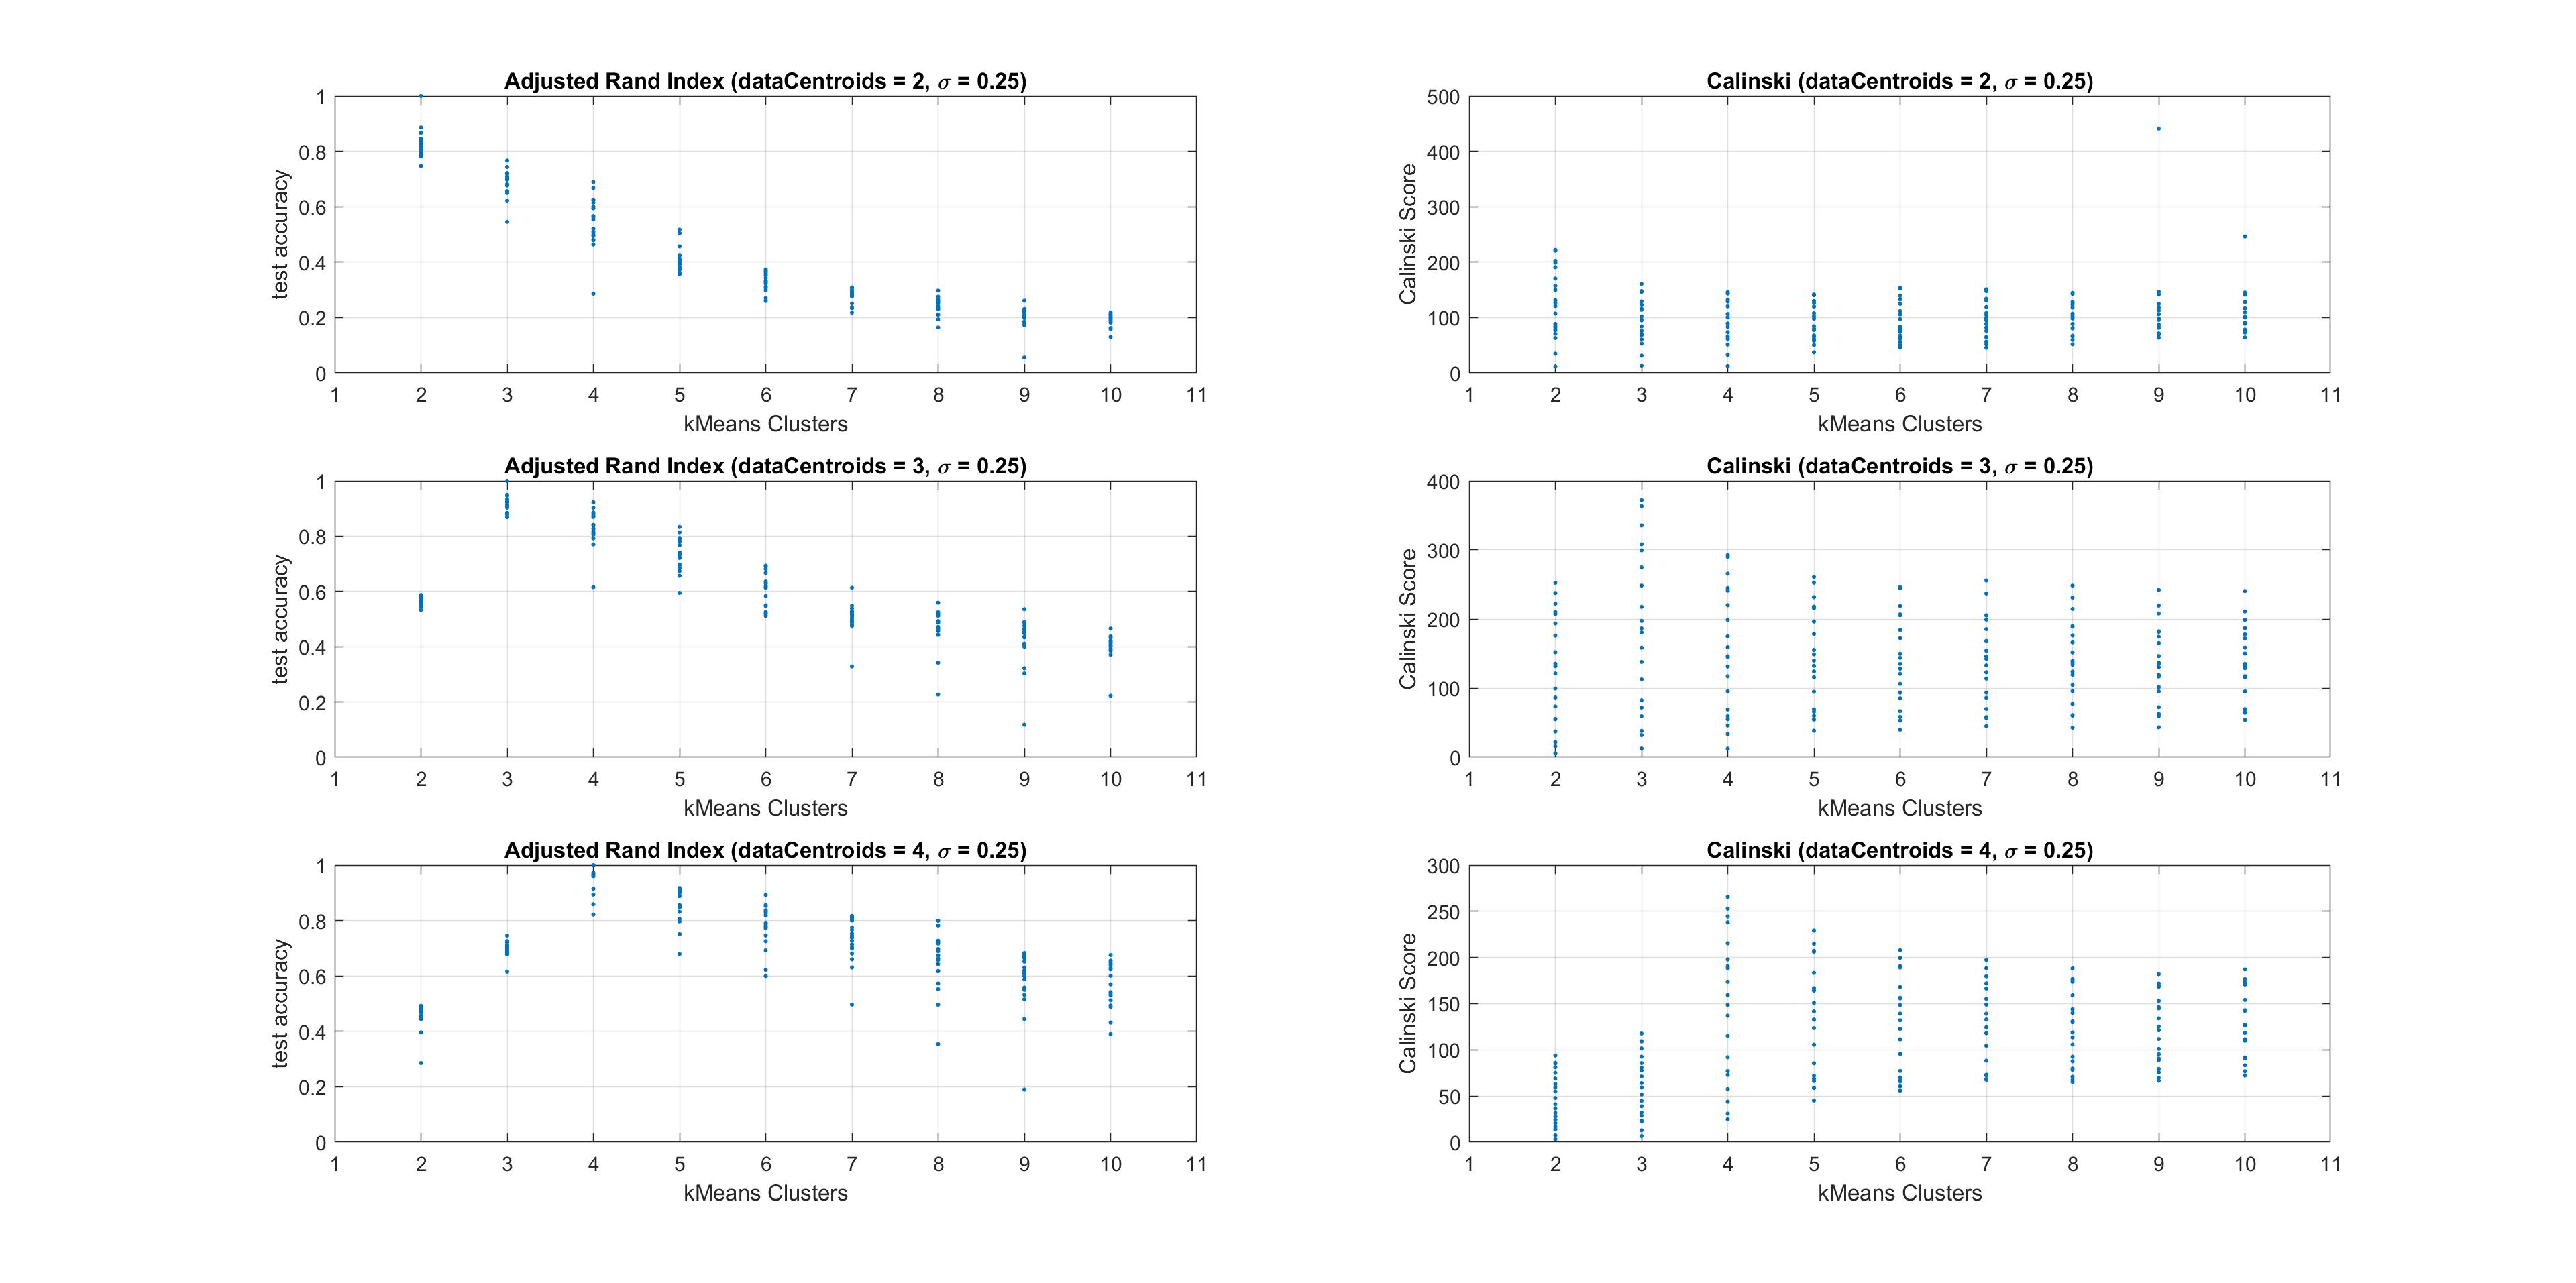 Adjusted Rand Index (dataCentroids = 2, σ = 0.25)
1
0.8
0.6
0.4
0.2
0
test accuracy
1 2 3 4 5 6 7 8 9 10 11
kMeans Clusters
Calinski (dataCentroids = 2, σ = 0.25)
500
400
300
200
100
0
Calinski Score
1 2 3 4 5 6 7 8 9 10 11
kMeans Clusters
Adjusted Rand Index (dataCentroids = 3, σ = 0.25)
1
0.8
0.6
0.4
0.2
0
test accuracy
1 2 3 4 5 6 7 8 9 10 11
kMeans Clusters
Calinski (dataCentroids = 3, σ = 0.25)
400
300
200
100
0
Calinski Score
1 2 3 4 5 6 7 8 9 10 11
kMeans Clusters
Adjusted Rand Index (dataCentroids = 4, σ = 0.25)
1
0.8
0.6
0.4
0.2
0
test accuracy
1 2 3 4 5 6 7 8 9 10 11
kMeans Clusters
Calinski (dataCentroids = 4, σ = 0.25)
300
250
200
150
100
50
0
Calinski Score
1 2 3 4 5 6 7 8 9 10 11
kMeans Clusters